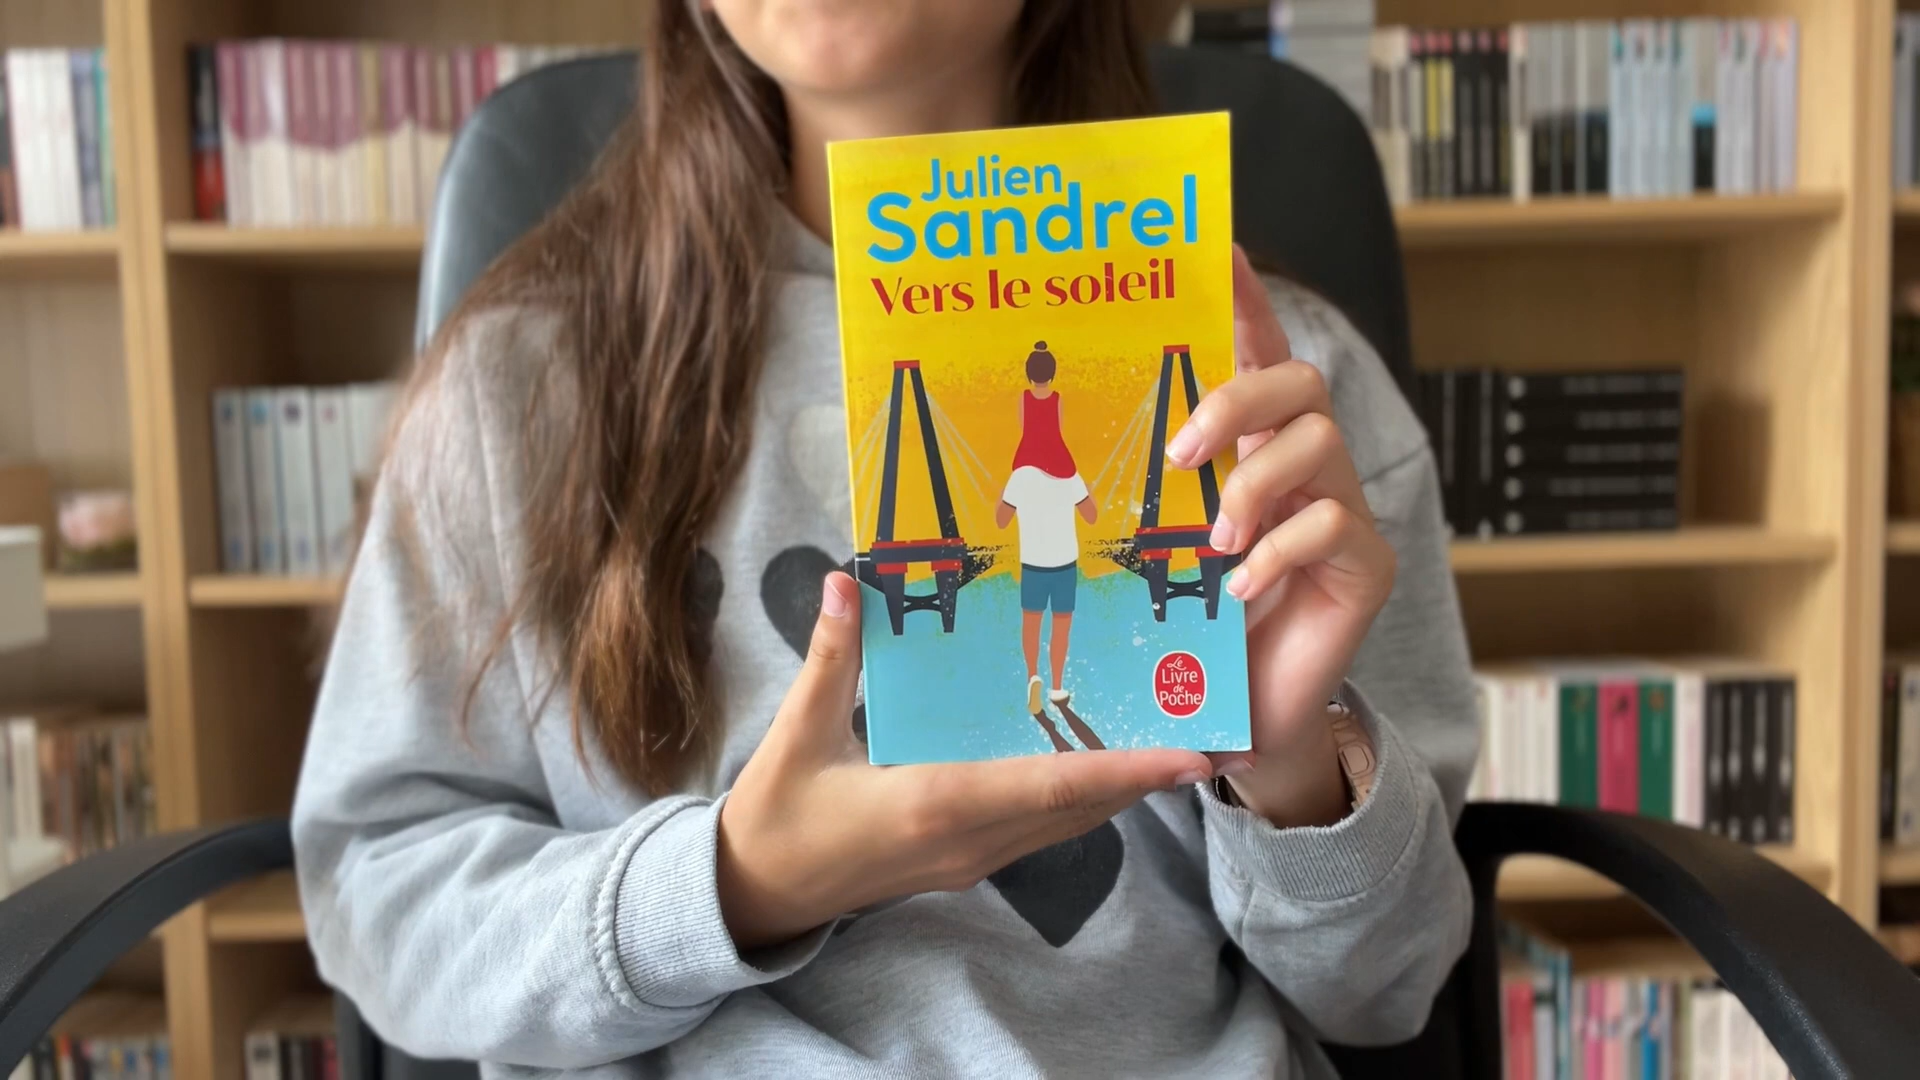 Julien
Sandrel
Vers le soleil
Le
Livre
de
Poche